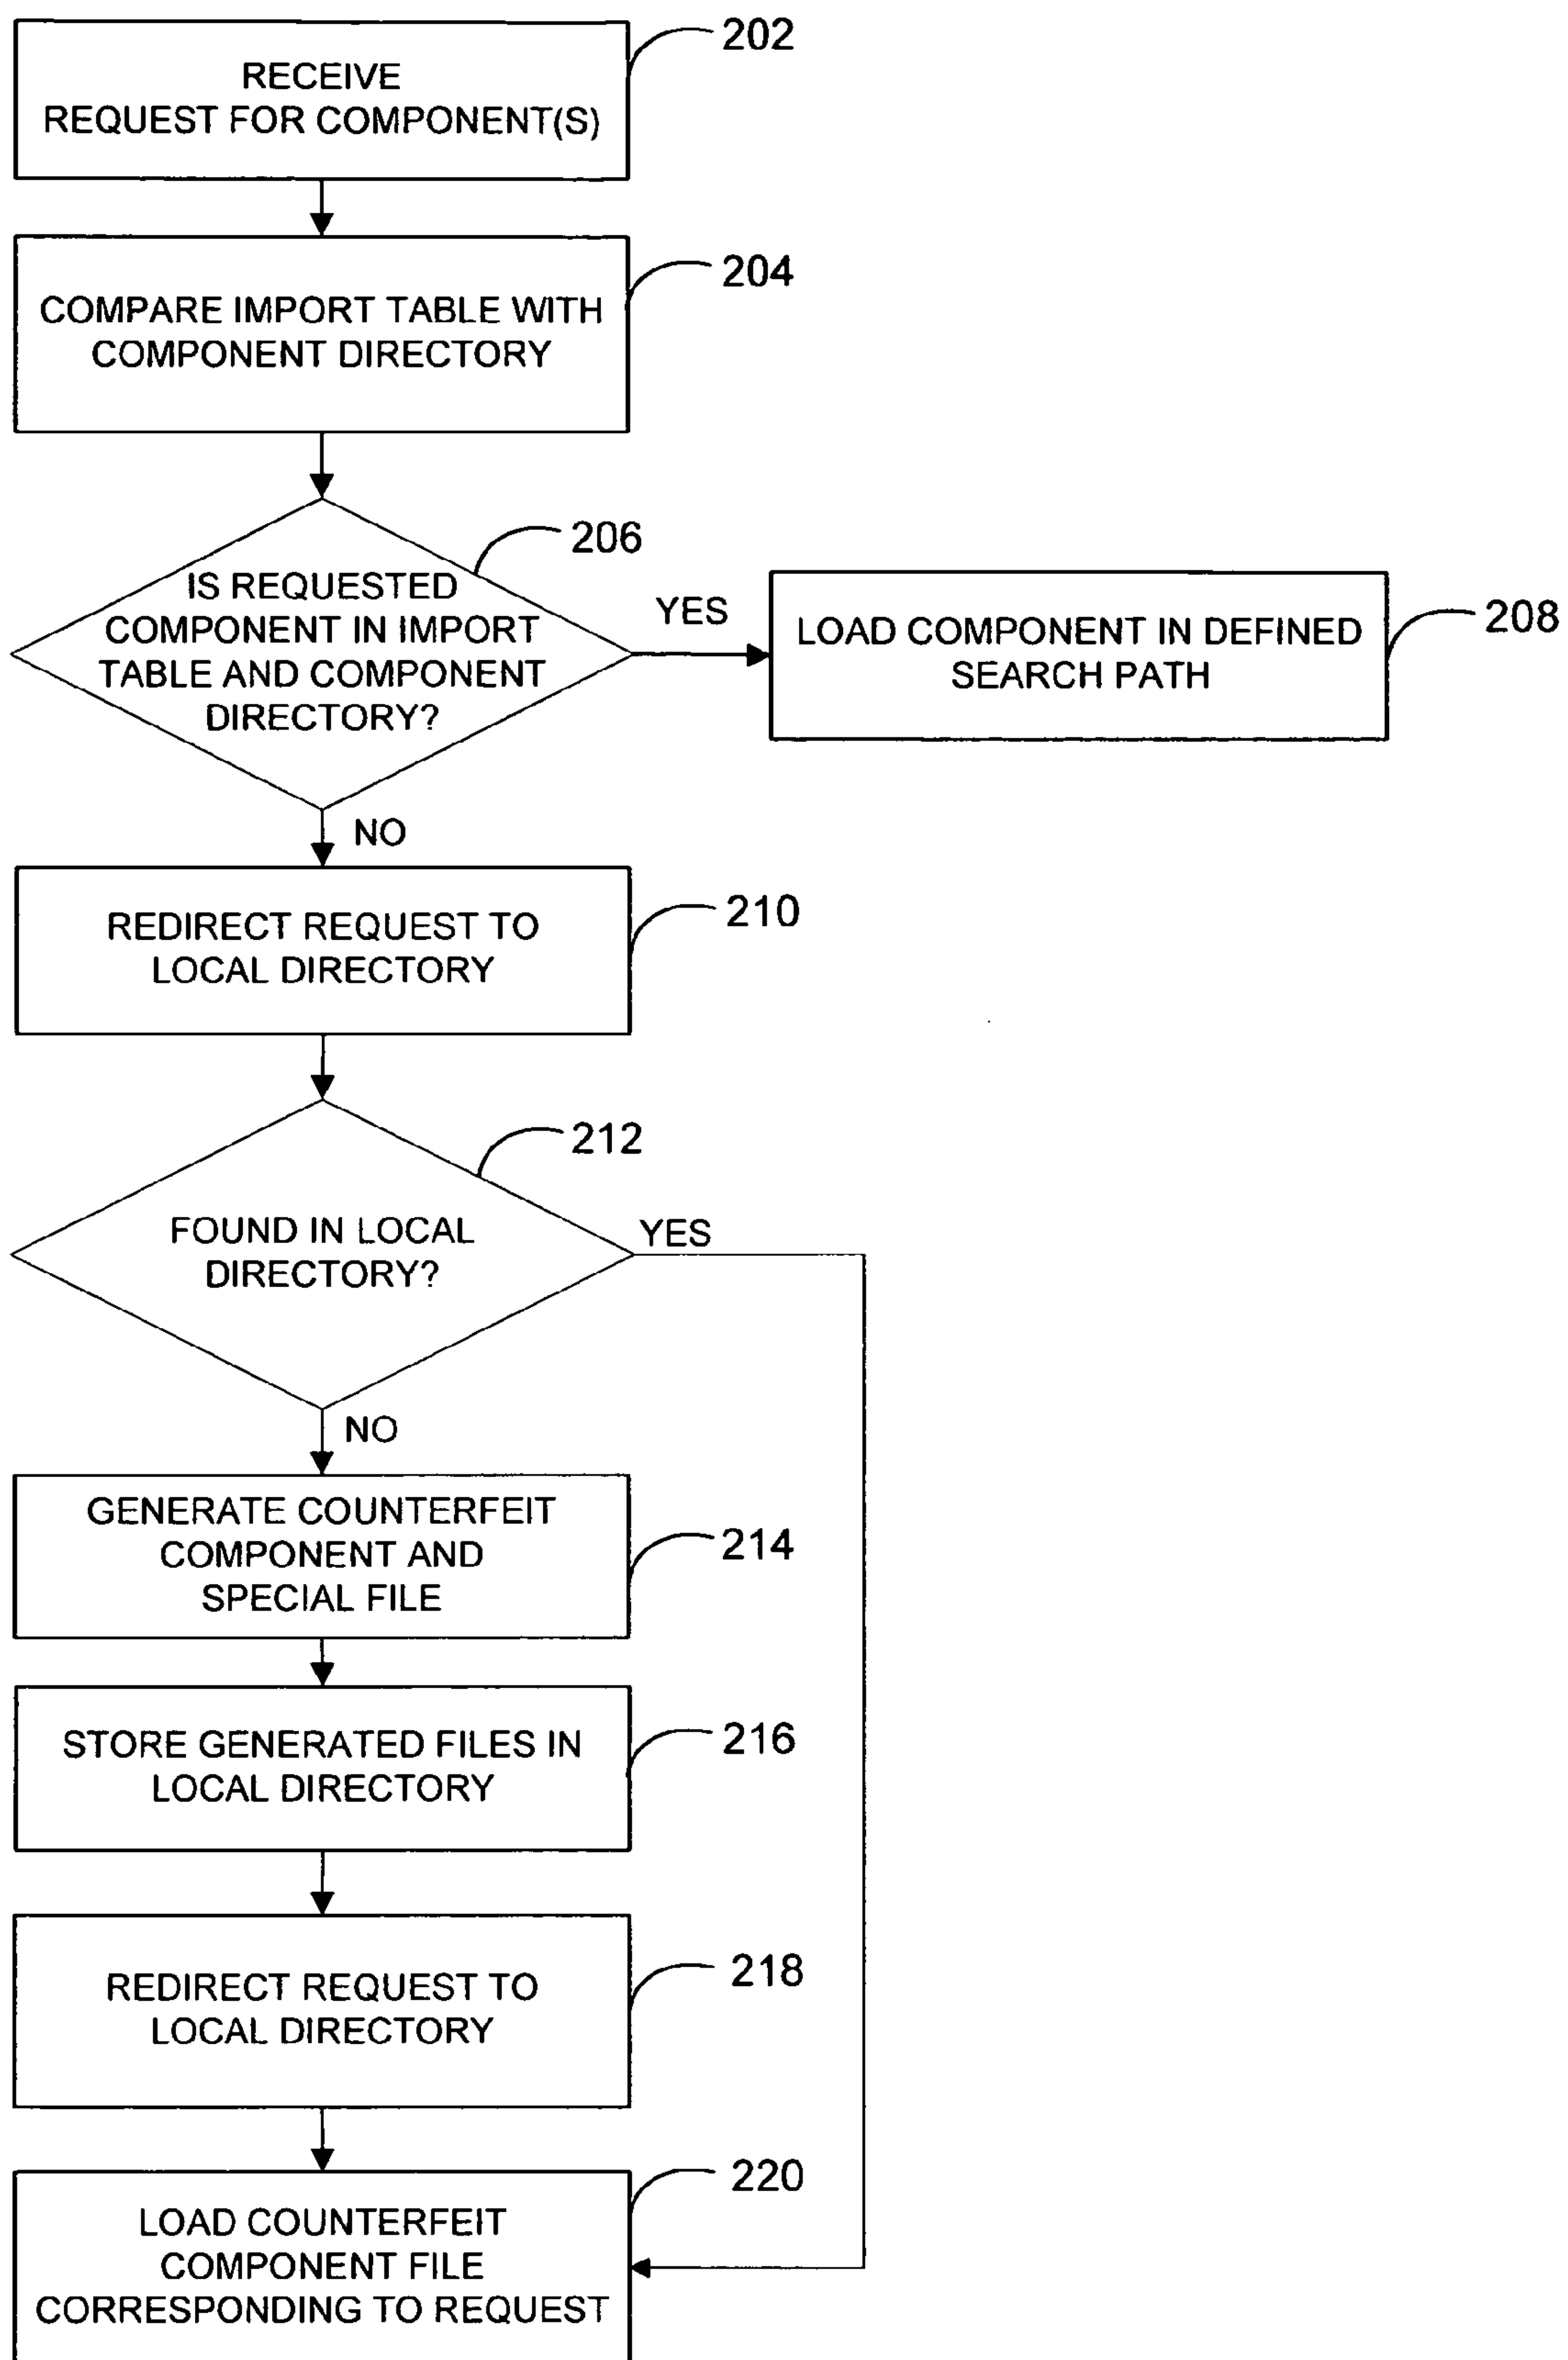 202
RECEIVE
REQUEST FOR COMPONENT(S)
204
COMPARE IMPORT TABLE WITH
COMPONENT DIRECTORY
206
IS REQUESTED
COMPONENT IN IMPORT
TABLE AND COMPONENT
DIRECTORY?
YES
LOAD COMPONENT IN DEFINED
SEARCH PATH
208
NO
REDIRECT REQUEST TO
LOCAL DIRECTORY
210
212
FOUND IN LOCAL
DIRECTORY?
YES
NO
GENERATE COUNTERFEIT
COMPONENT AND
SPECIAL FILE
214
STORE GENERATED FILES IN
LOCAL DIRECTORY
216
REDIRECT REQUEST TO
LOCAL DIRECTORY
218
220
LOAD COUNTERFEIT
COMPONENT FILE
CORRESPONDING TO REQUEST